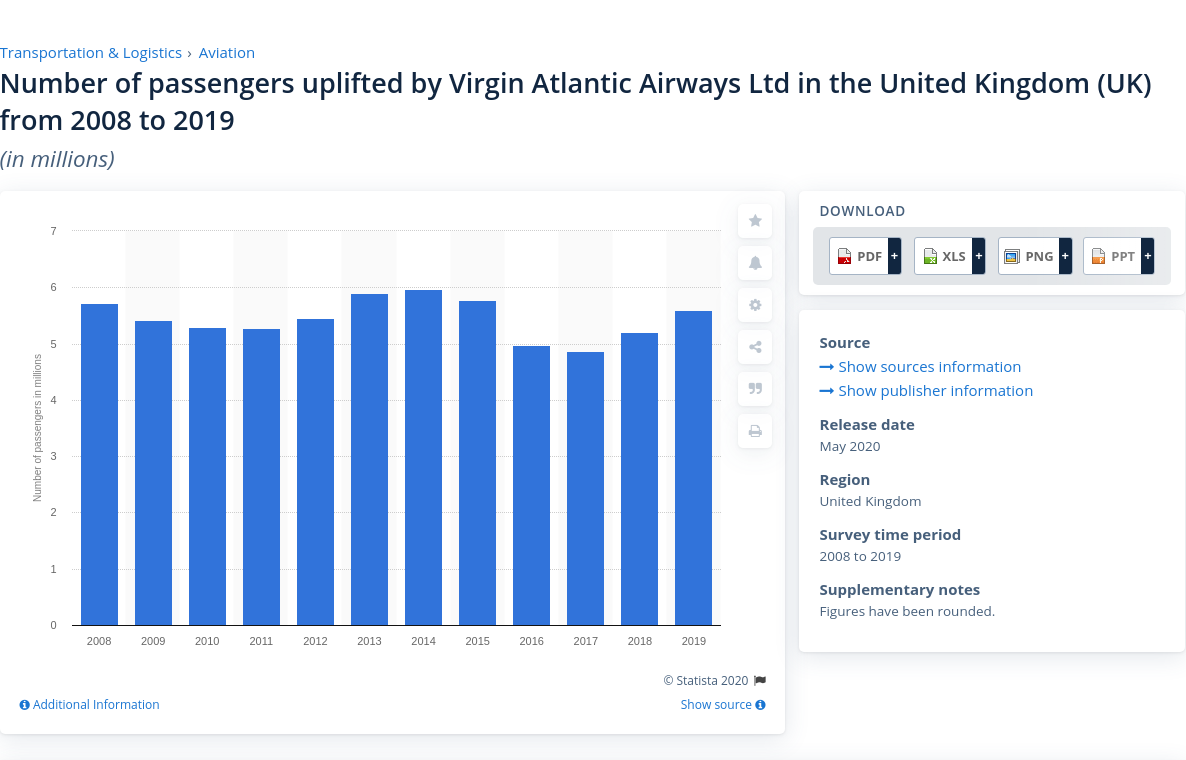 Transportation & Logistics › Aviation
Number of passengers uplifted by Virgin Atlantic Airways Ltd in the United Kingdom (UK)
from 2008 to 2019
(in millions)
Number of passengers in millions
7
6
5
4
3
2
1
0
2008 2009 2010 2011 2012 2013 2014 2015 2016 2017 2018 2019
© Statista 2020
Additional Information
Show source
DOWNLOAD
PDF + XLS + PNG + PPT +
Source
Show sources information
Show publisher information
Release date
May 2020
Region
United Kingdom
Survey time period
2008 to 2019
Supplementary notes
Figures have been rounded.